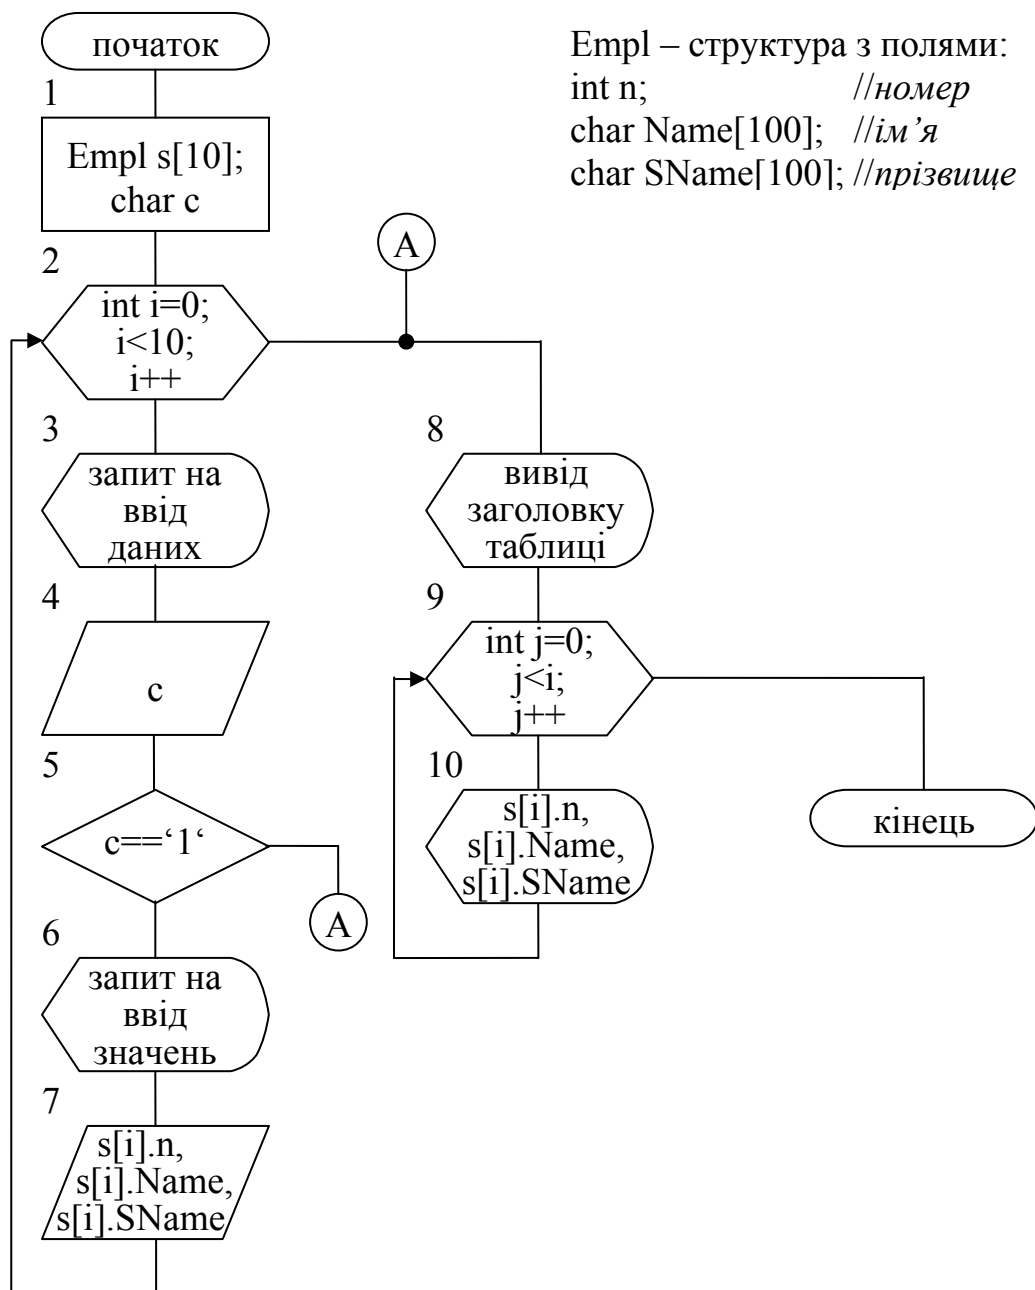 початок
1
Empl s[10];
char c
2
int i=0;
i<10;
i++
3
запит на
ввід
даних
4
c
5
c==‘1‘
A
6
запит на
ввід
значень
7
s[i].n,
s[i].Name,
s[i].SName
Empl – структура з полями:
int n; //номер
char Name[100]; //ім’я
char SName[100]; //прізвище
A
8
вивід
заголовку
таблиці
9
int j=0;
j<i;
j++
10
s[i].n,
s[i].Name,
s[i].SName
кінець